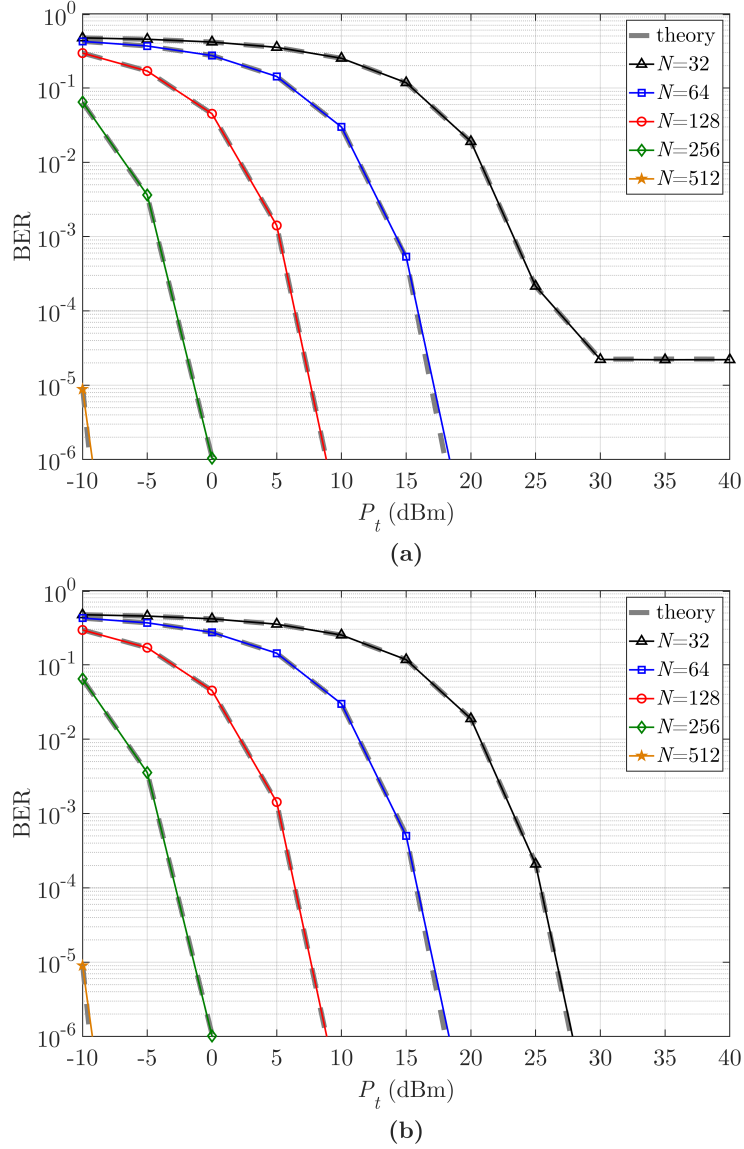 10^0
10^-1
10^-2
10^-3
10^-4
10^-5
10^-6
BER
theory
N=32
N=64
N=128
N=256
N=512
-10 -5 0 5 10 15 20 25 30 35 40
P_t (dBm)
(a)
10^0
10^-1
10^-2
10^-3
10^-4
10^-5
10^-6
BER
theory
N=32
N=64
N=128
N=256
N=512
-10 -5 0 5 10 15 20 25 30 35 40
P_t (dBm)
(b)